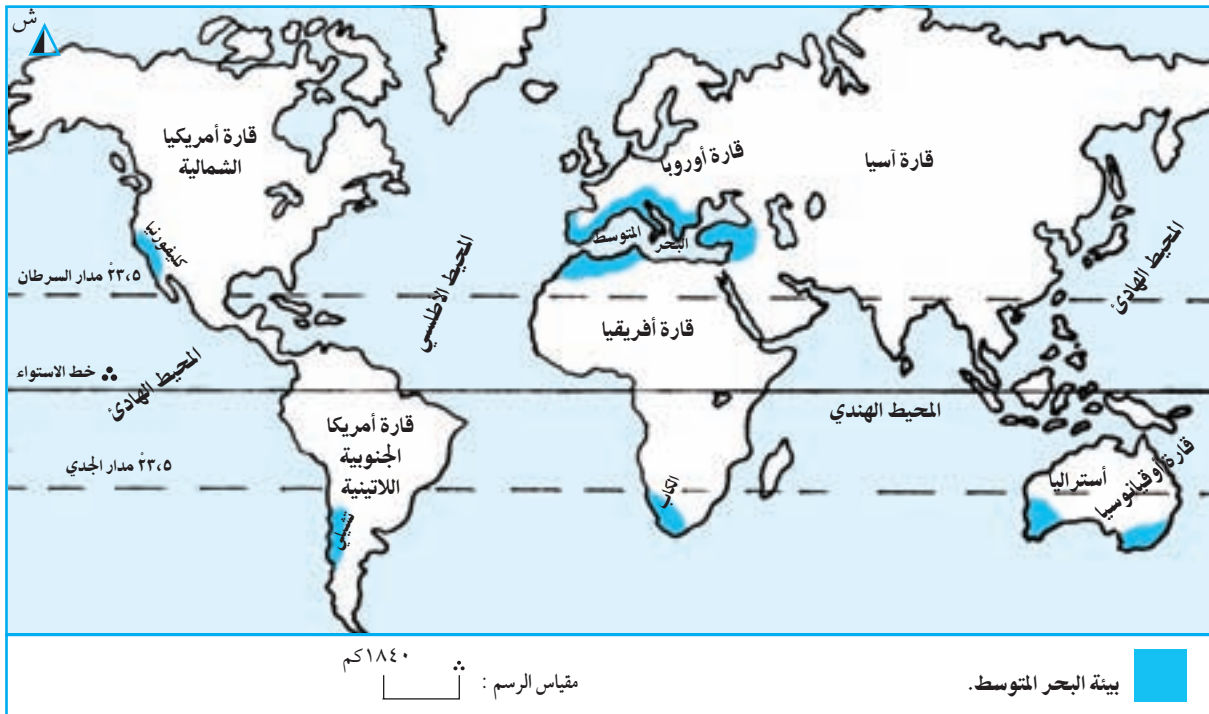 ش
قارة أمريكيا
الشمالية
قارة أوروبا
قارة آسيا
كليفورنيا
البحر المتوسط
المحيط الهادئ
٢٣،٥ْ مدار السرطان
المحيط الأطلسي
قارة أفريقيا
المحيط الهادئ
خط الاستواء ْ٠
المحيط الهندي
قارة أمريكا
الجنوبية
اللاتينية
٢٣،٥ْ مدار الجدي
تشيلي
الكاب
أستراليا
قارة أوقيانوسيا
بيئة البحر المتوسط.
مقياس الرسم : ٠ ١٨٤٠كم